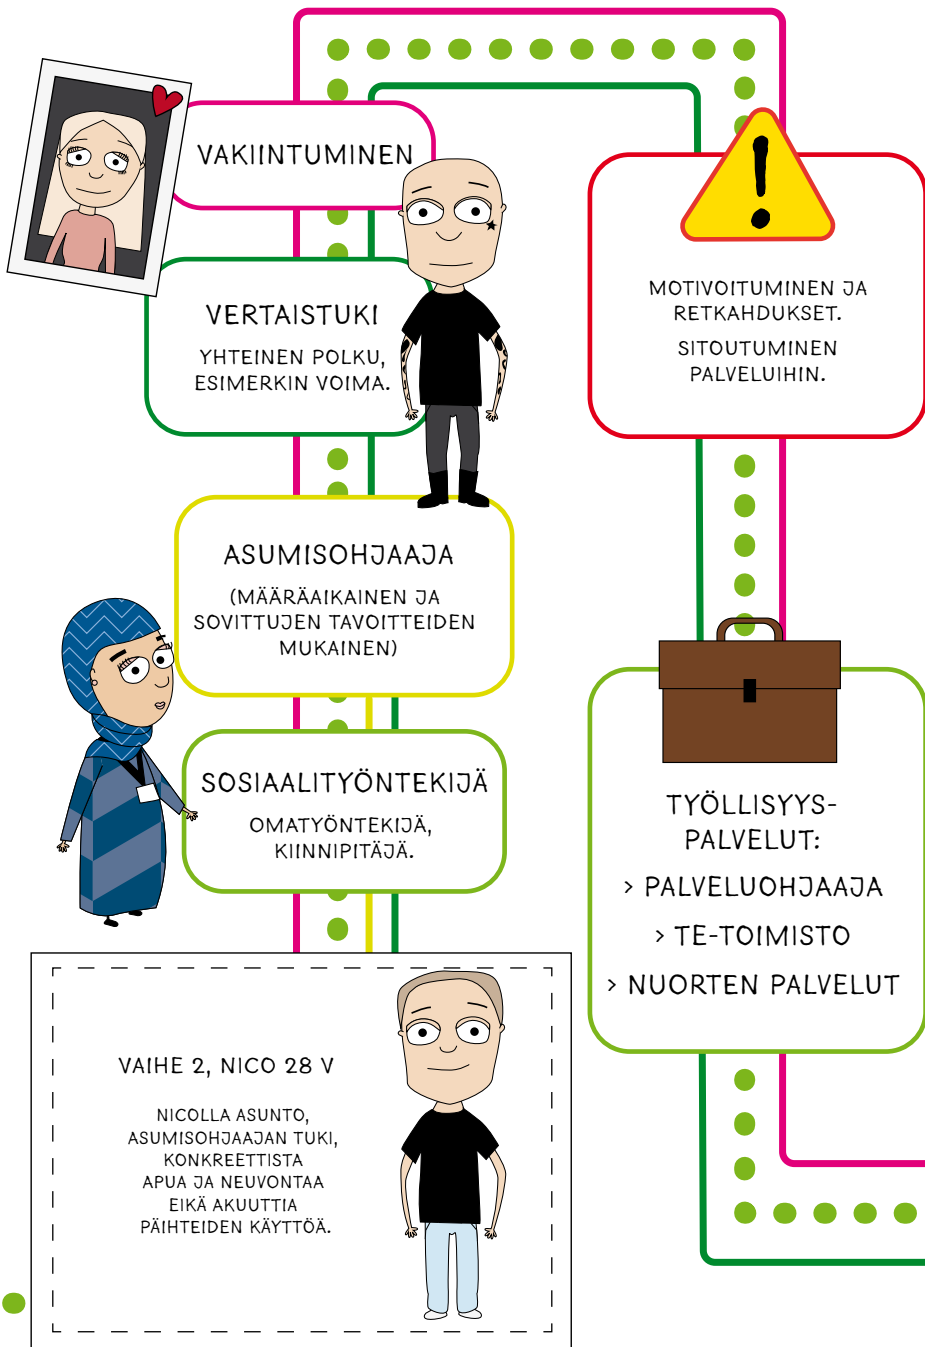 VAKIINTUMINEN
VERTAISTUKI
YHTEINEN POLKU,
ESIMERKIN VOIMA.
ASUMISOHJAAJA
(MÄÄRÄAIKAINEN JA
SOVITTUJEN TAVOITTEIDEN
MUKAINEN)
SOSIAALITYÖNTEKIJÄ
OMATYÖNTEKIJÄ,
KIINNIPITÄJÄ.
VAIHE 2, NICO 28 V
NICOLLA ASUNTO,
ASUMISOHJAAJAN TUKI,
KONKREETTISTA
APUA JA NEUVONTAA
EIKÄ AKUUTTIA
PÄIHTEIDEN KÄYTTÖÄ.
!
MOTIVOITUMINEN JA
RETKAHDUKSET.
SITOUTUMINEN
PALVELUIHIN.
TYÖLLISYYS-
PALVELUT:
> PALVELUOHJAAJA
> TE-TOIMISTO
> NUORTEN PALVELUT